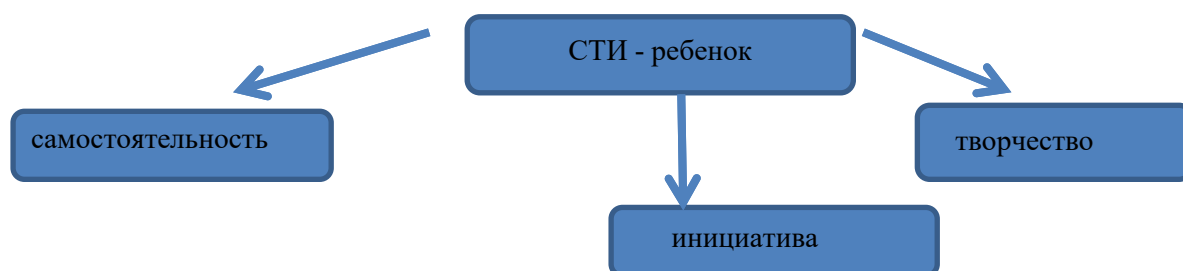 СТИ - ребенок
самостоятельность
творчество
инициатива